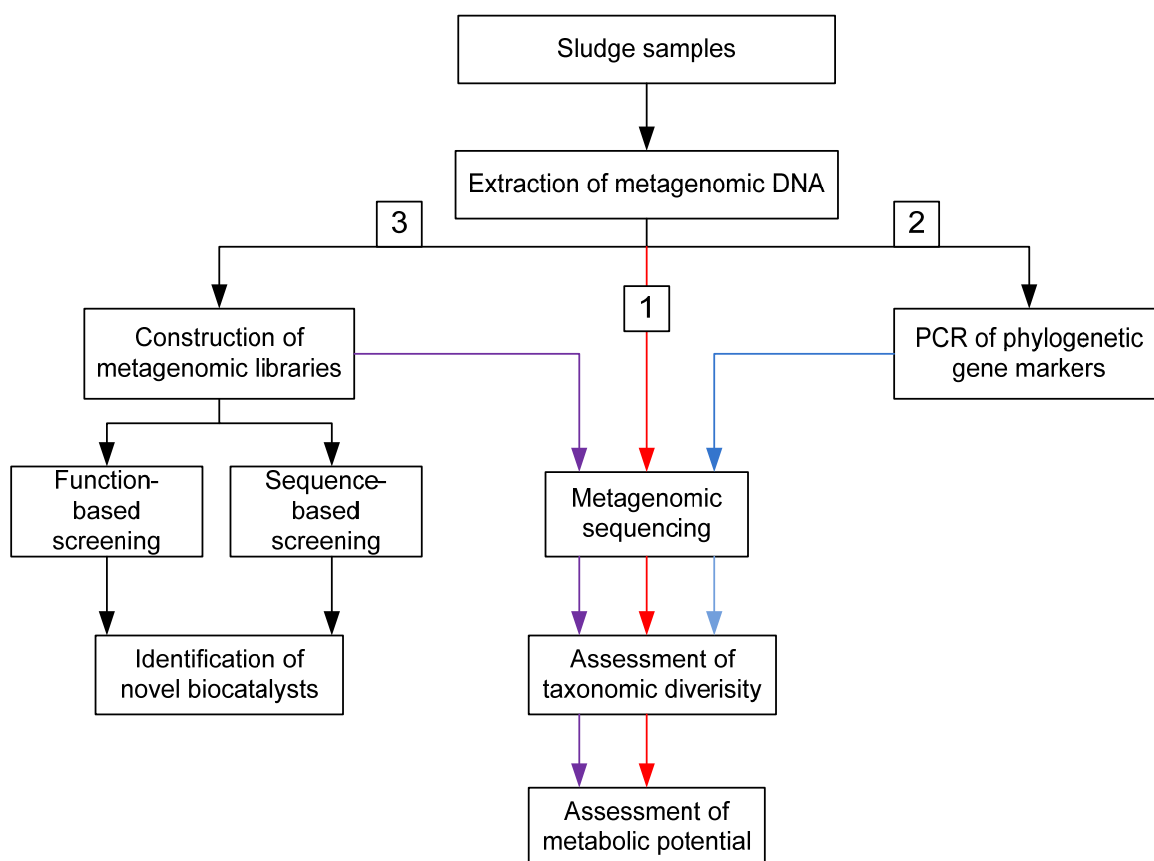 Sludge samples
Extraction of metagenomic DNA
3
2
1
Construction of
metagenomic libraries
PCR of phylogenetic
gene markers
Function-
based
screening
Sequence-
based
screening
Metagenomic
sequencing
Identification of
novel biocatalysts
Assessment of
taxonomic diverisity
Assessment of
metabolic potential